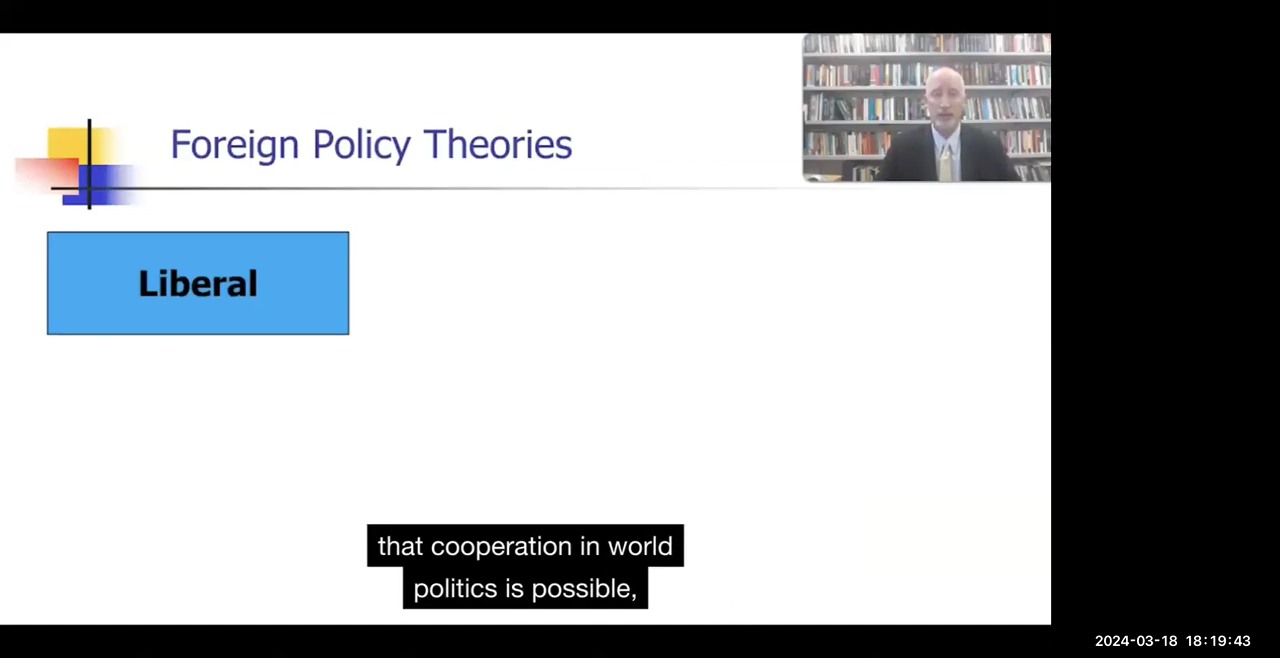 Foreign Policy Theories
Liberal
that cooperation in world
politics is possible,
2024-03-18 18:19:43